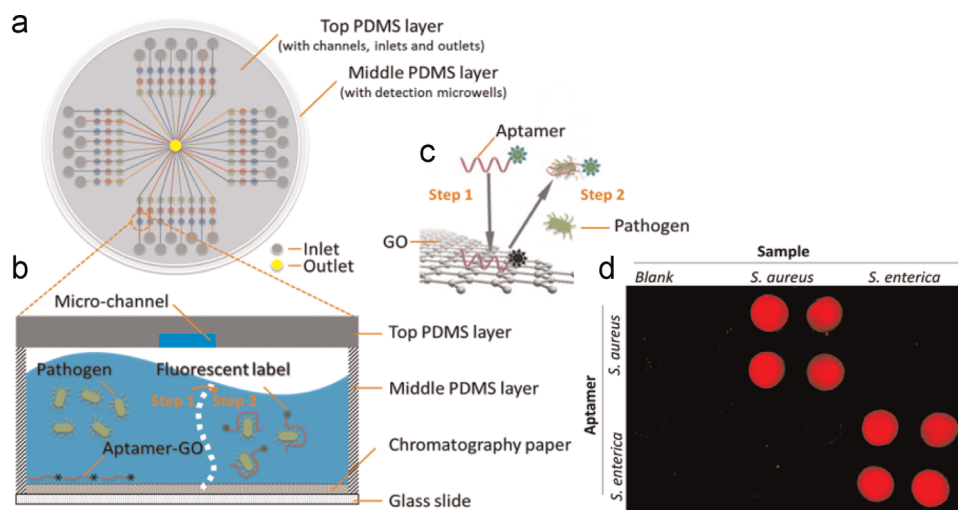 a
Top PDMS layer
(with channels, inlets and outlets)
Middle PDMS layer
(with detection microwells)
Inlet
Outlet
c
Aptamer
Step 1
Step 2
GO
Pathogen
b
Micro-channel
Top PDMS layer
Pathogen
Fluorescent label
Step 1
Step 2
Middle PDMS layer
Aptamer-GO
Chromatography paper
Glass slide
d
Sample
Blank
S. aureus
S. enterica
Aptamer
S. aureus
S. enterica